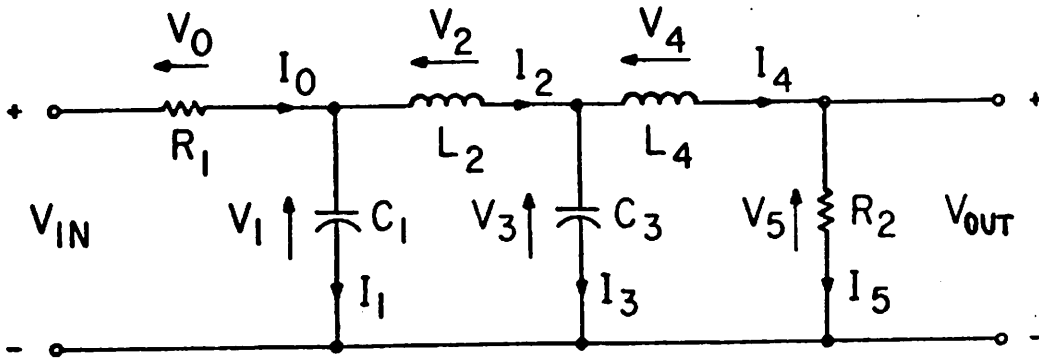 V0 V2 V4
I0 I2 I4
+ +
R1 L2 L4
VIN V1 C1 V3 C3 V5 R2 VOUT
I1 I3 I5
- -